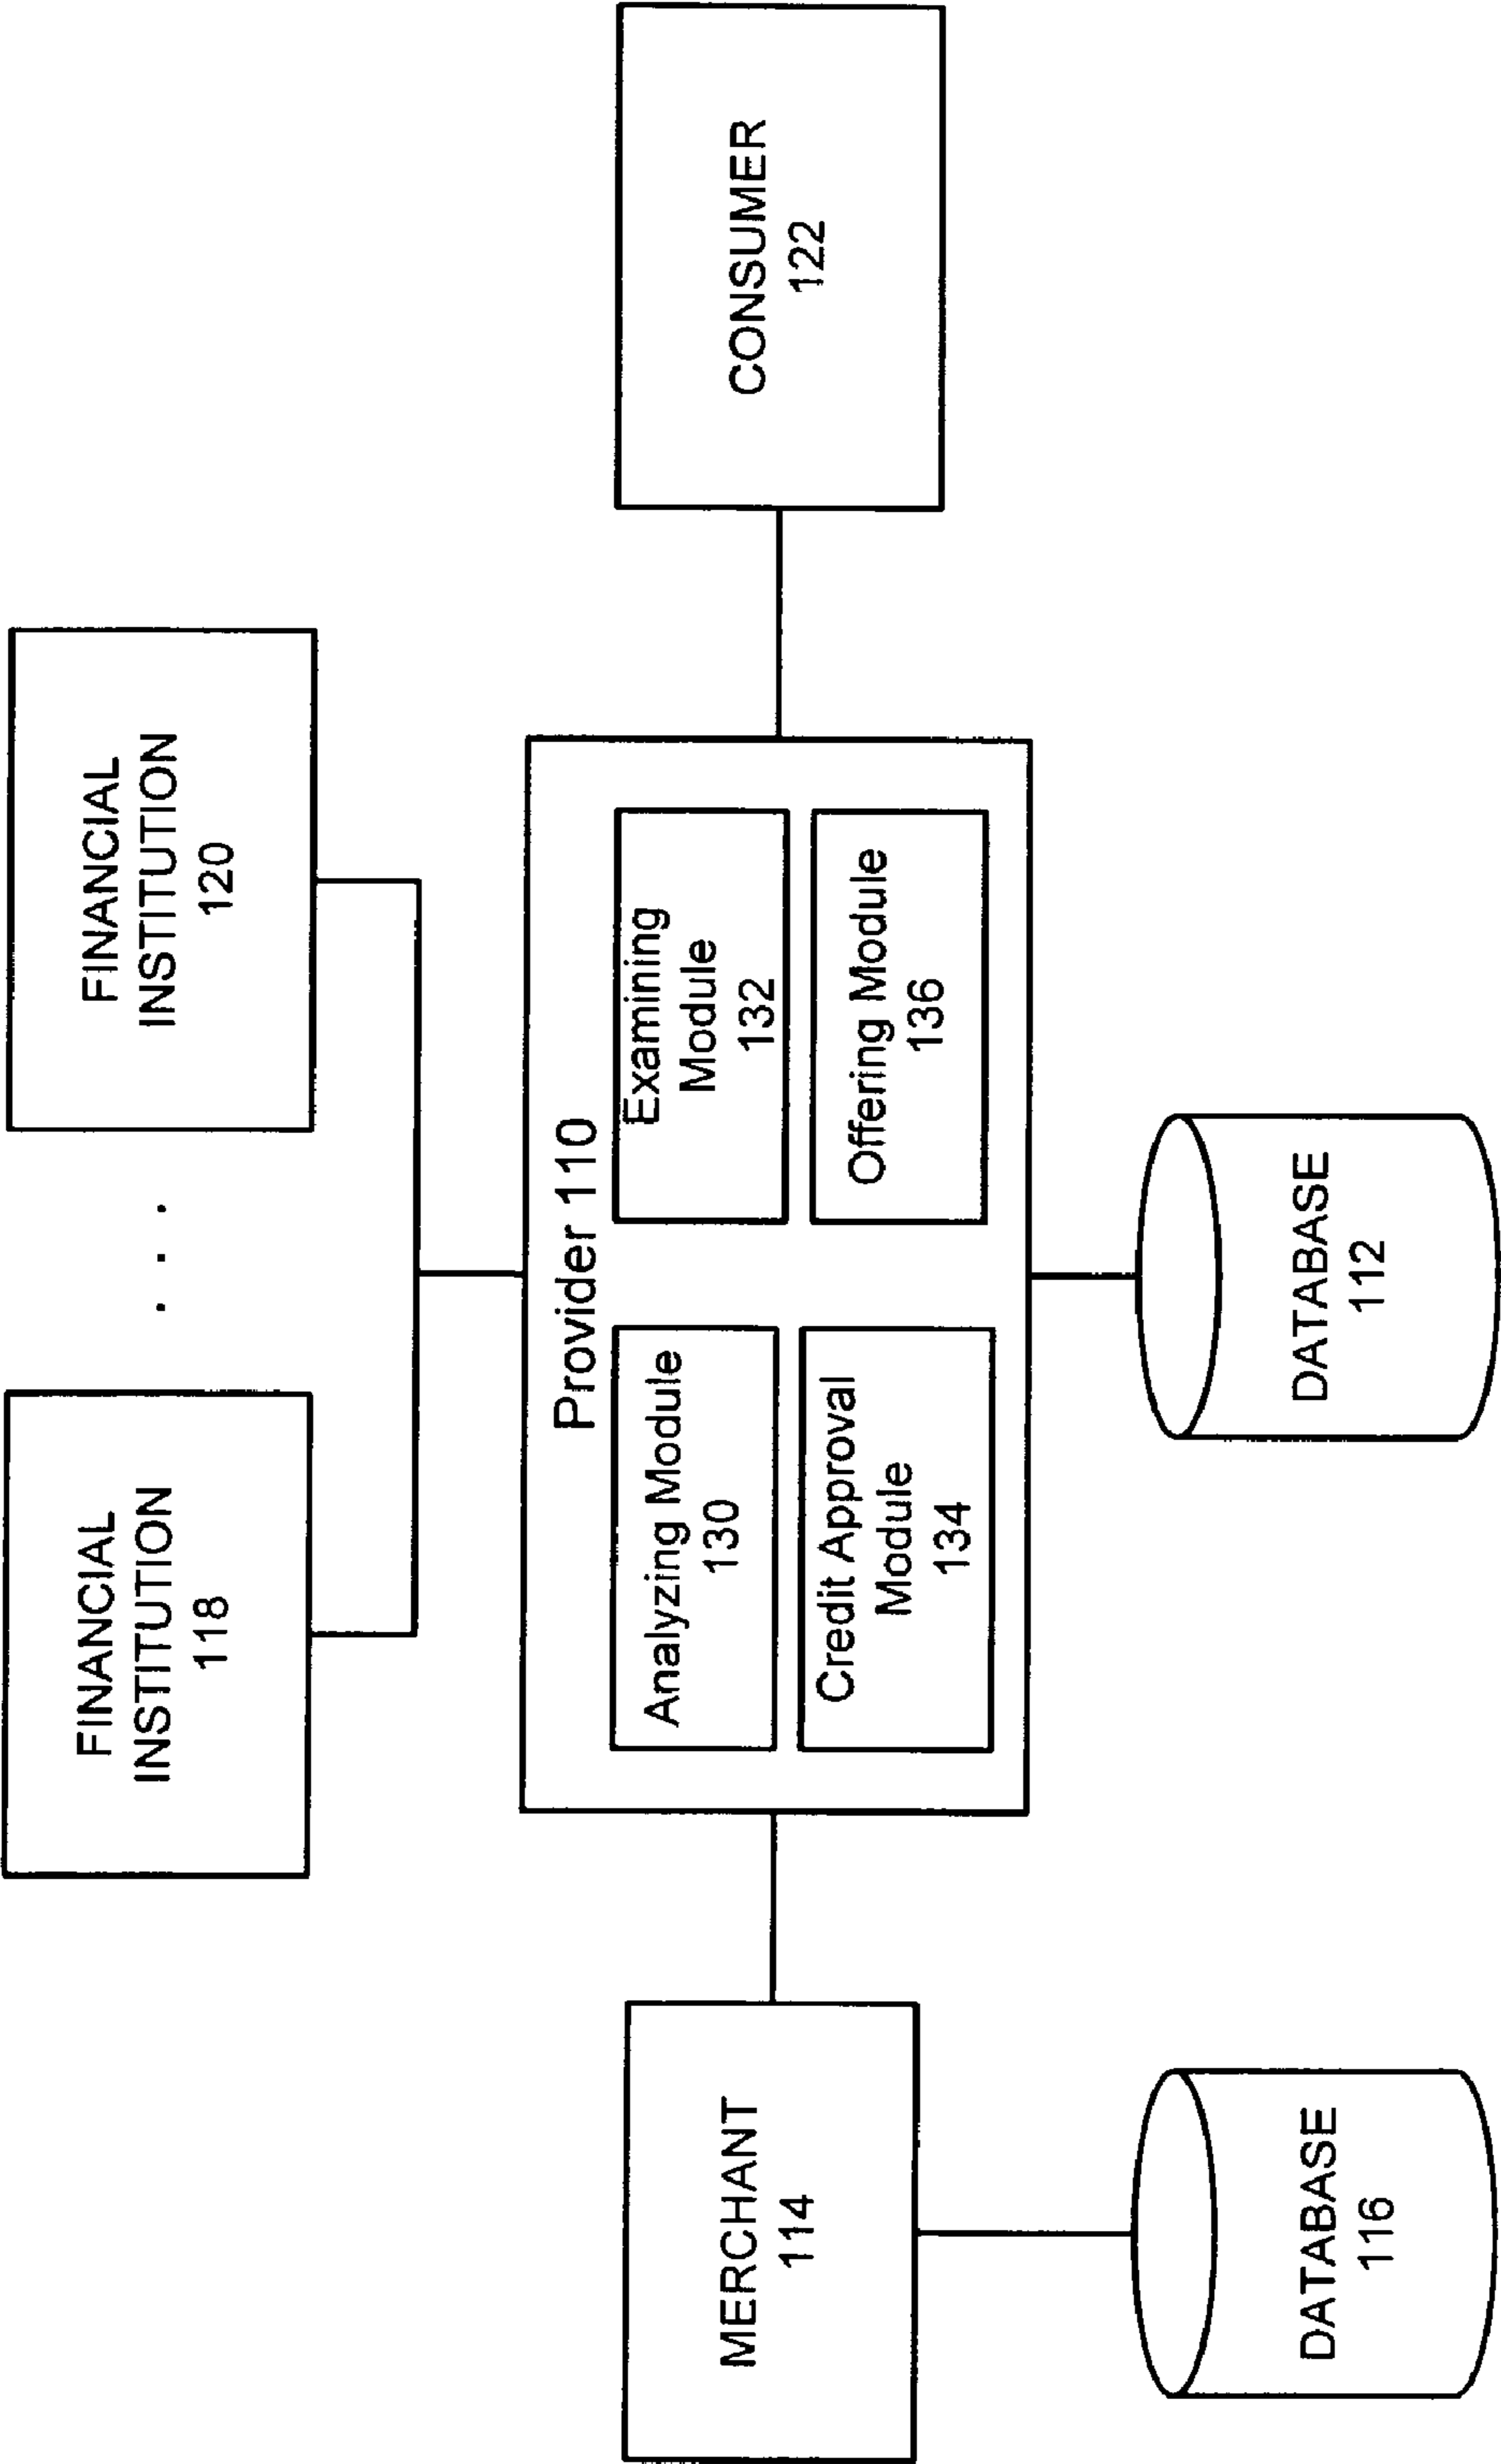 FINANCIAL
INSTITUTION
118
. . .
FINANCIAL
INSTITUTION
120
Provider 110
Analyzing Module
130
Examining
Module
132
Credit Approval
Module
134
Offering Module
136
MERCHANT
114
CONSUMER
122
DATABASE
116
DATABASE
112